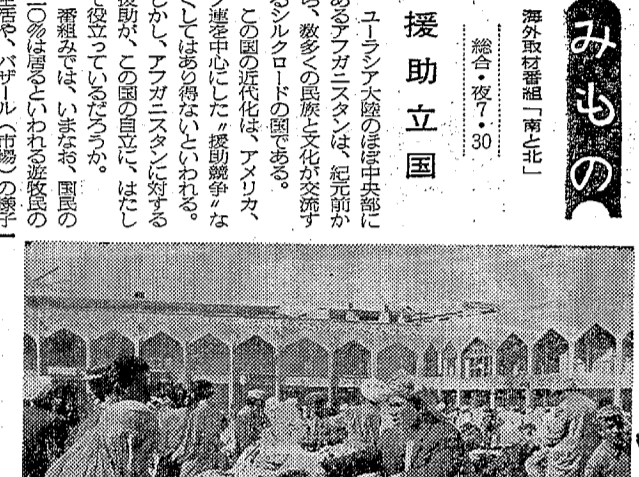 みもの
海外取材番組「南と北」
総合・夜7・30
援助立国
ユーラシア大陸のほぼ中央部に
あるアフガニスタンは、紀元前か
ら、数多くの民族と文化が交流す
るシルクロードの国である。
この国の近代化は、アメリカ、
ソ連を中心にした〃援助競争〃な
くしてはあり得ないといわれる。
しかし、アフガニスタンに対する
援助が、この国の自立に、はたし
て役立っているだろうか。
番組みでは、いまなお、国民の
二〇%は居るといわれる遊牧民の
生活や、バザール（市場）の様子